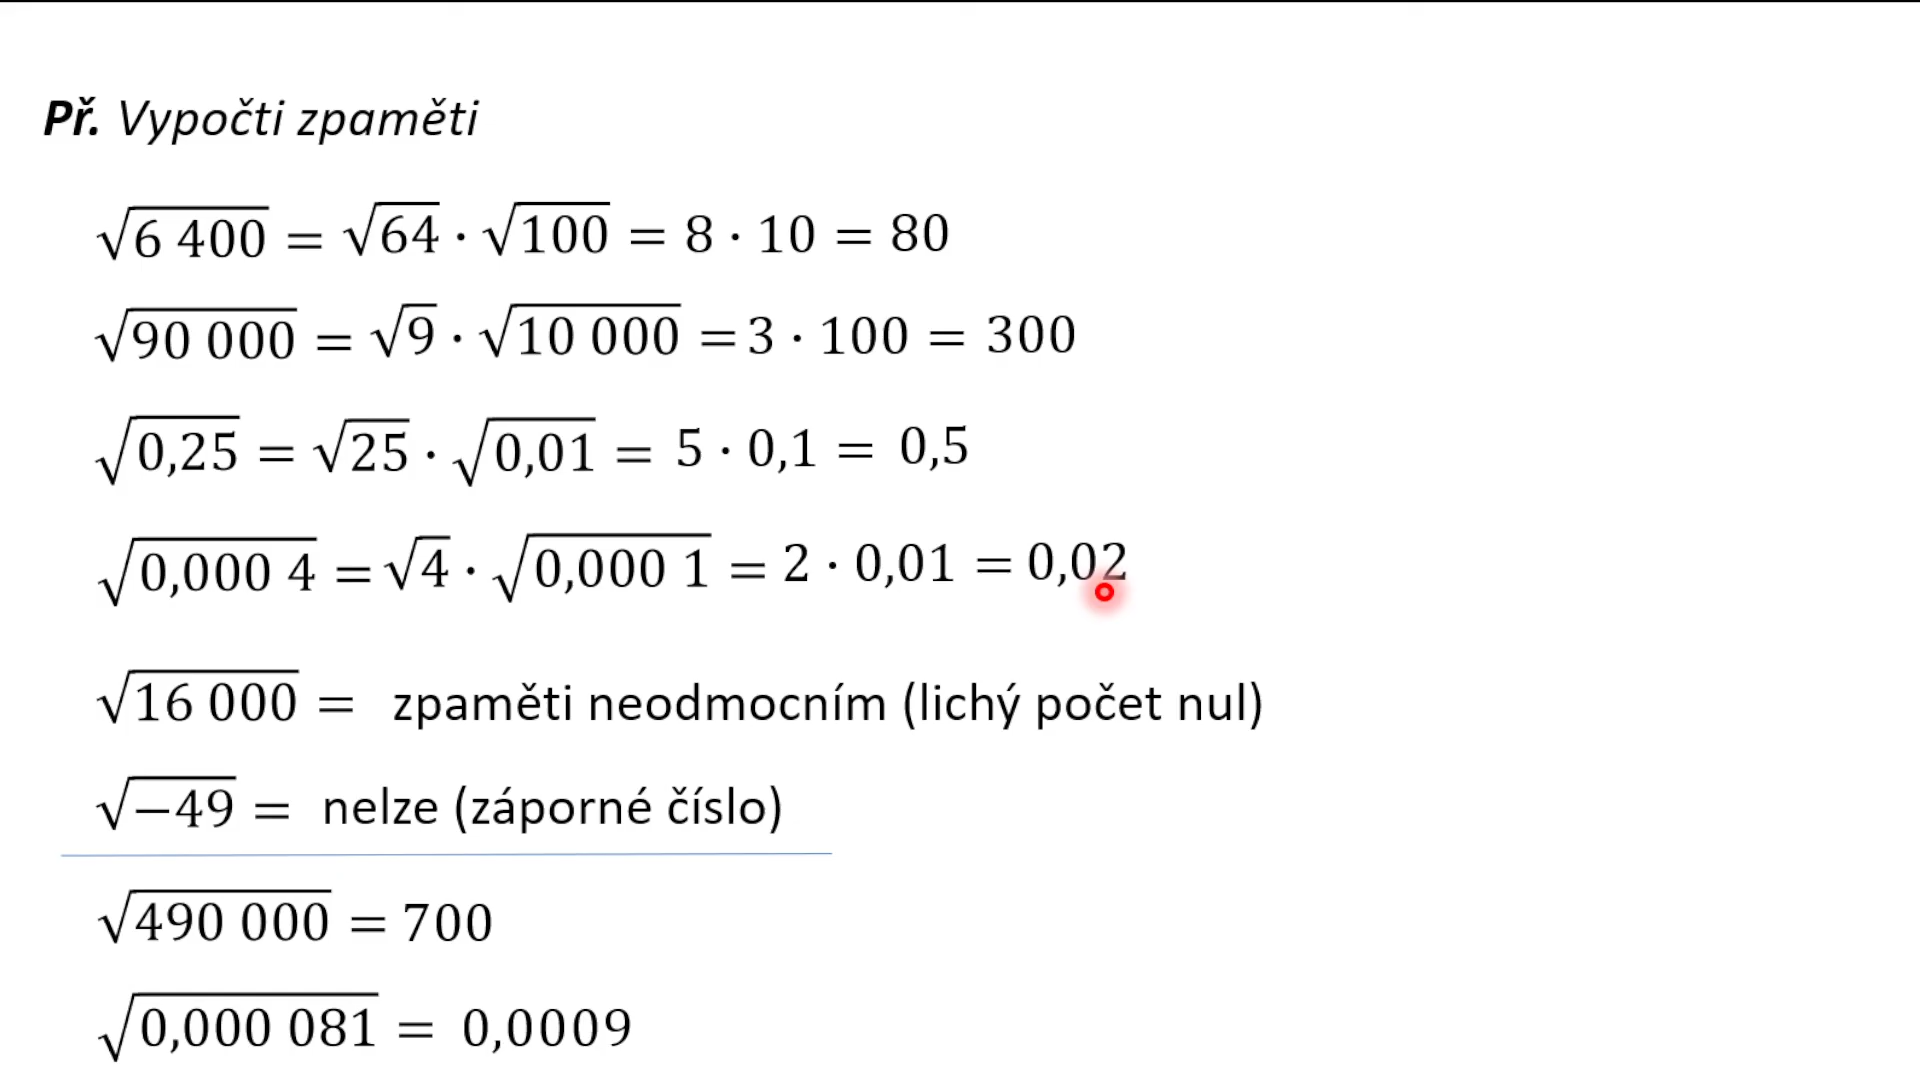 Př. Vypočti zpaměti
√6 400 = √64 · √100 = 8 · 10 = 80
√90 000 = √9 · √10 000 = 3 · 100 = 300
√0,25 = √25 · √0,01 = 5 · 0,1 = 0,5
√0,000 4 = √4 · √0,000 1 = 2 · 0,01 = 0,02
√16 000 = zpaměti neodmocním (lichý počet nul)
√−49 = nelze (záporné číslo)
√490 000 = 700
√0,000 081 = 0,0009